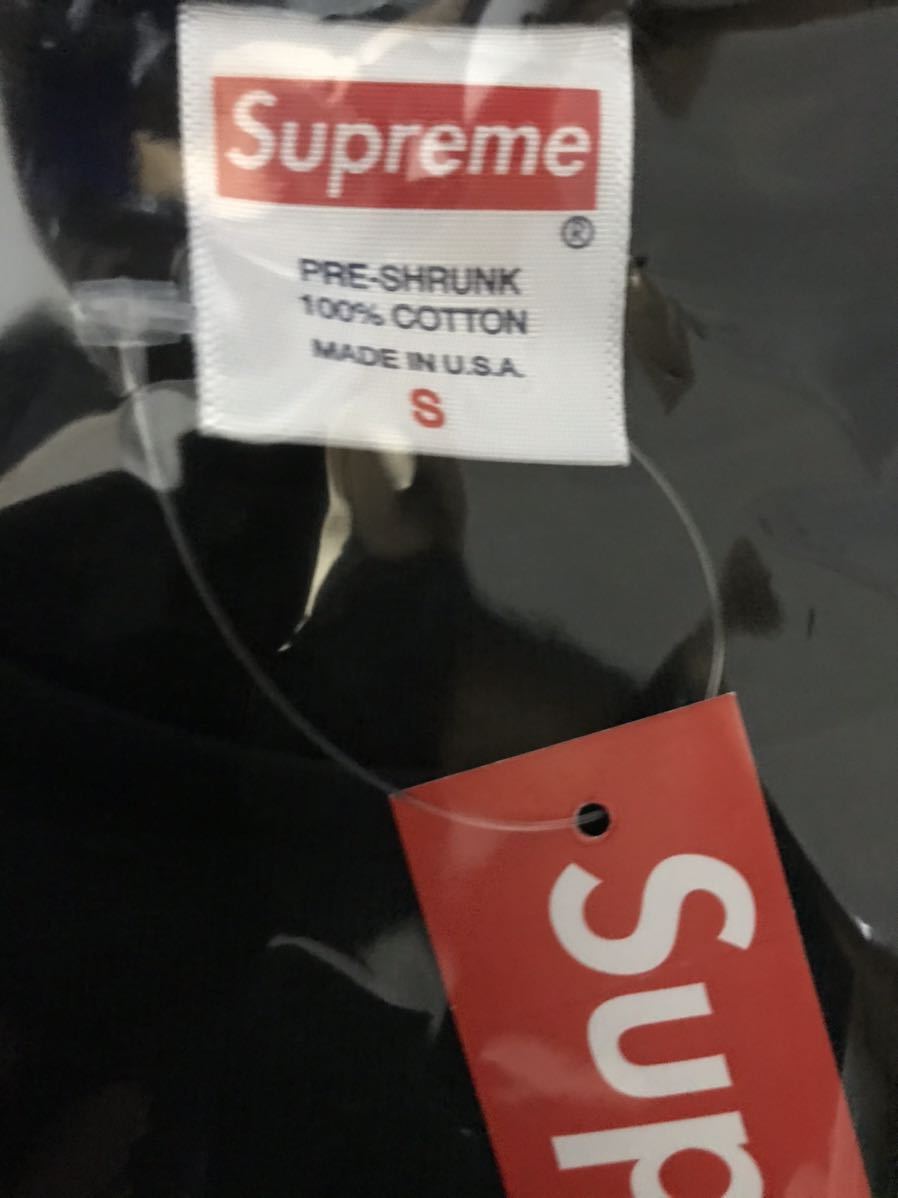 Supreme
®
PRE-SHRUNK
100% COTTON
MADE IN U.S.A.
S
Sup